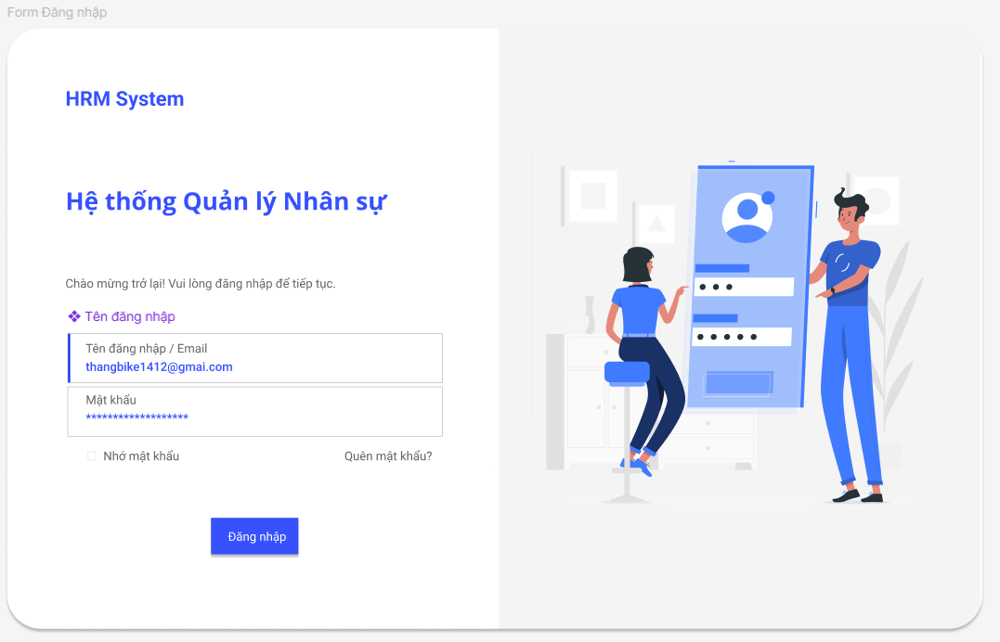 Form Đăng nhập
HRM System
Hệ thống Quản lý Nhân sự
Chào mừng trở lại! Vui lòng đăng nhập để tiếp tục.
Tên đăng nhập
Tên đăng nhập / Email
thangbike1412@gmai.com
Mật khẩu
*******************
Nhớ mật khẩu
Quên mật khẩu?
Đăng nhập